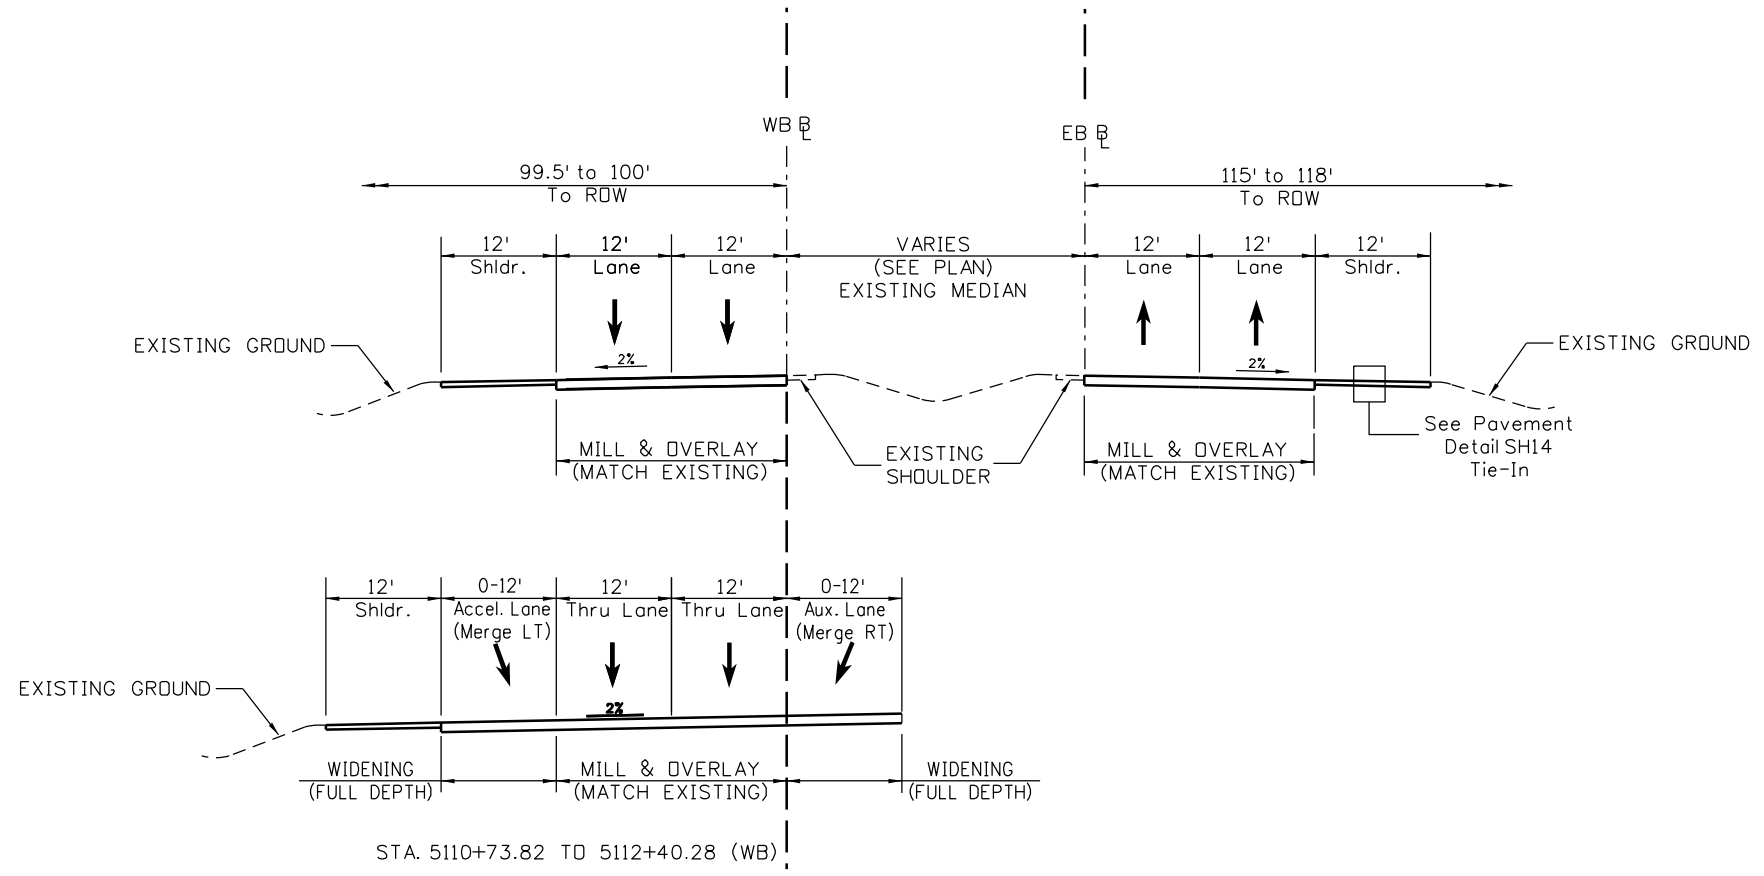 WB BL
EB BL
99.5' to 100'
To ROW
115' to 118'
To ROW
12'
Shldr.
12'
Lane
12'
Lane
VARIES
(SEE PLAN)
EXISTING MEDIAN
12'
Lane
12'
Lane
12'
Shldr.
EXISTING GROUND
2%
2%
EXISTING GROUND
MILL & OVERLAY
(MATCH EXISTING)
EXISTING
SHOULDER
MILL & OVERLAY
(MATCH EXISTING)
See Pavement
Detail SH14
Tie-In
12'
Shldr.
0-12'
Accel. Lane
(Merge LT)
12'
Thru Lane
12'
Thru Lane
0-12'
Aux. Lane
(Merge RT)
EXISTING GROUND
2%
WIDENING
(FULL DEPTH)
MILL & OVERLAY
(MATCH EXISTING)
WIDENING
(FULL DEPTH)
STA. 5110+73.82 TO 5112+40.28 (WB)